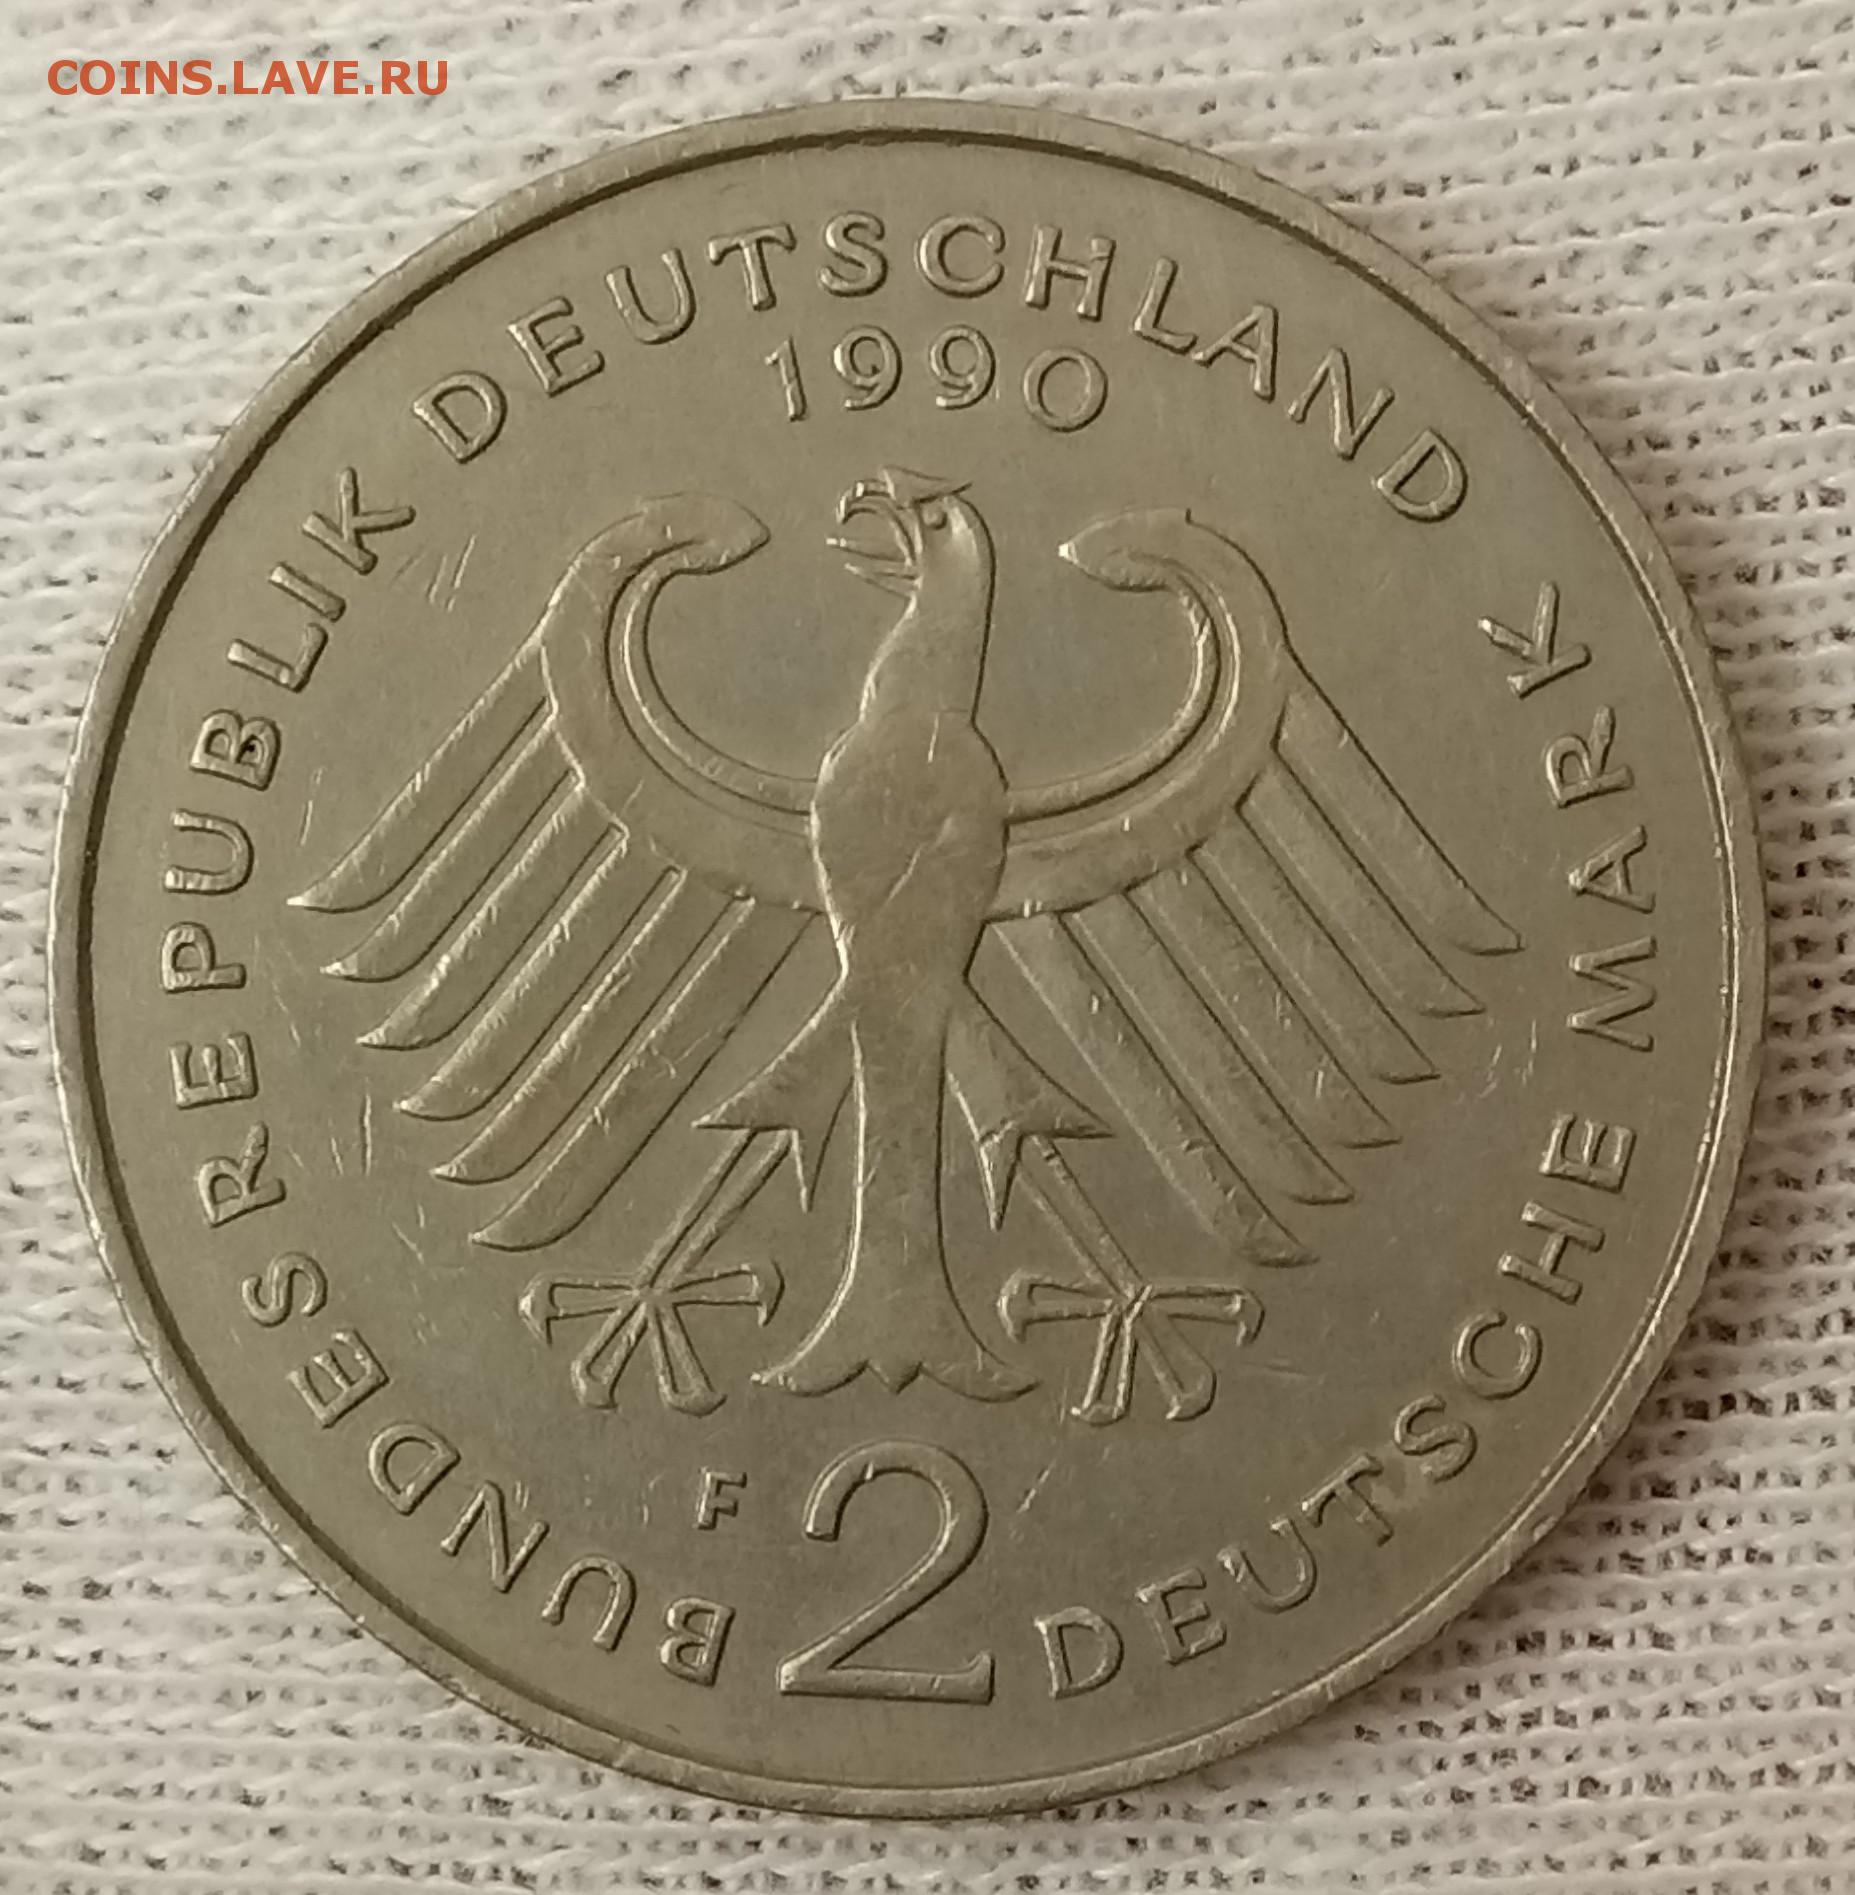 COINS.LAVE.RU
BUNDESREPUBLIK DEUTSCHLAND
1990
F
2
DEUTSCHE MARK